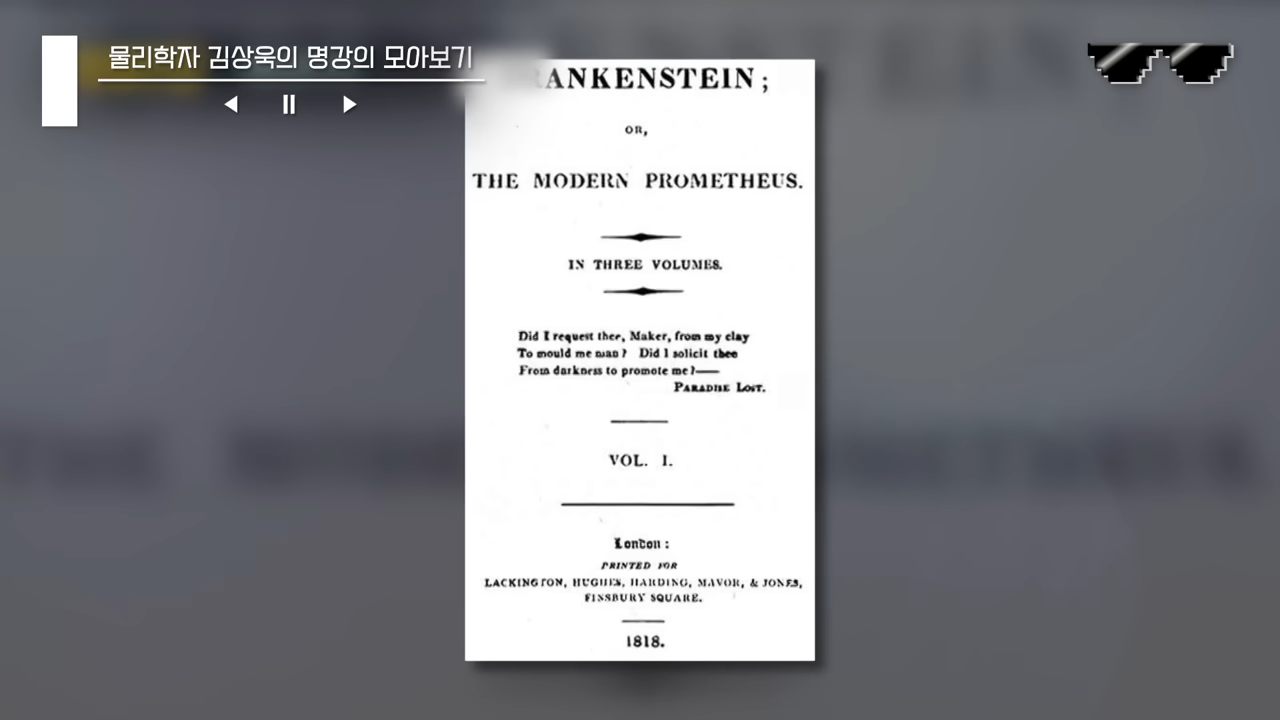 물리학자 김상욱의 명강의 모아보기
RANKENSTEIN;
OR,
THE MODERN PROMETHEUS.
IN THREE VOLUMES.
Did I request thee, Maker, from my clay
To mould me man? Did I solicit thee
From darkness to promote me?——
PARADISE LOST.
VOL. I.
London:
PRINTED FOR
LACKINGTON, HUGHES, HARDING, MAVOR, & JONES,
FINSBURY SQUARE.
1818.